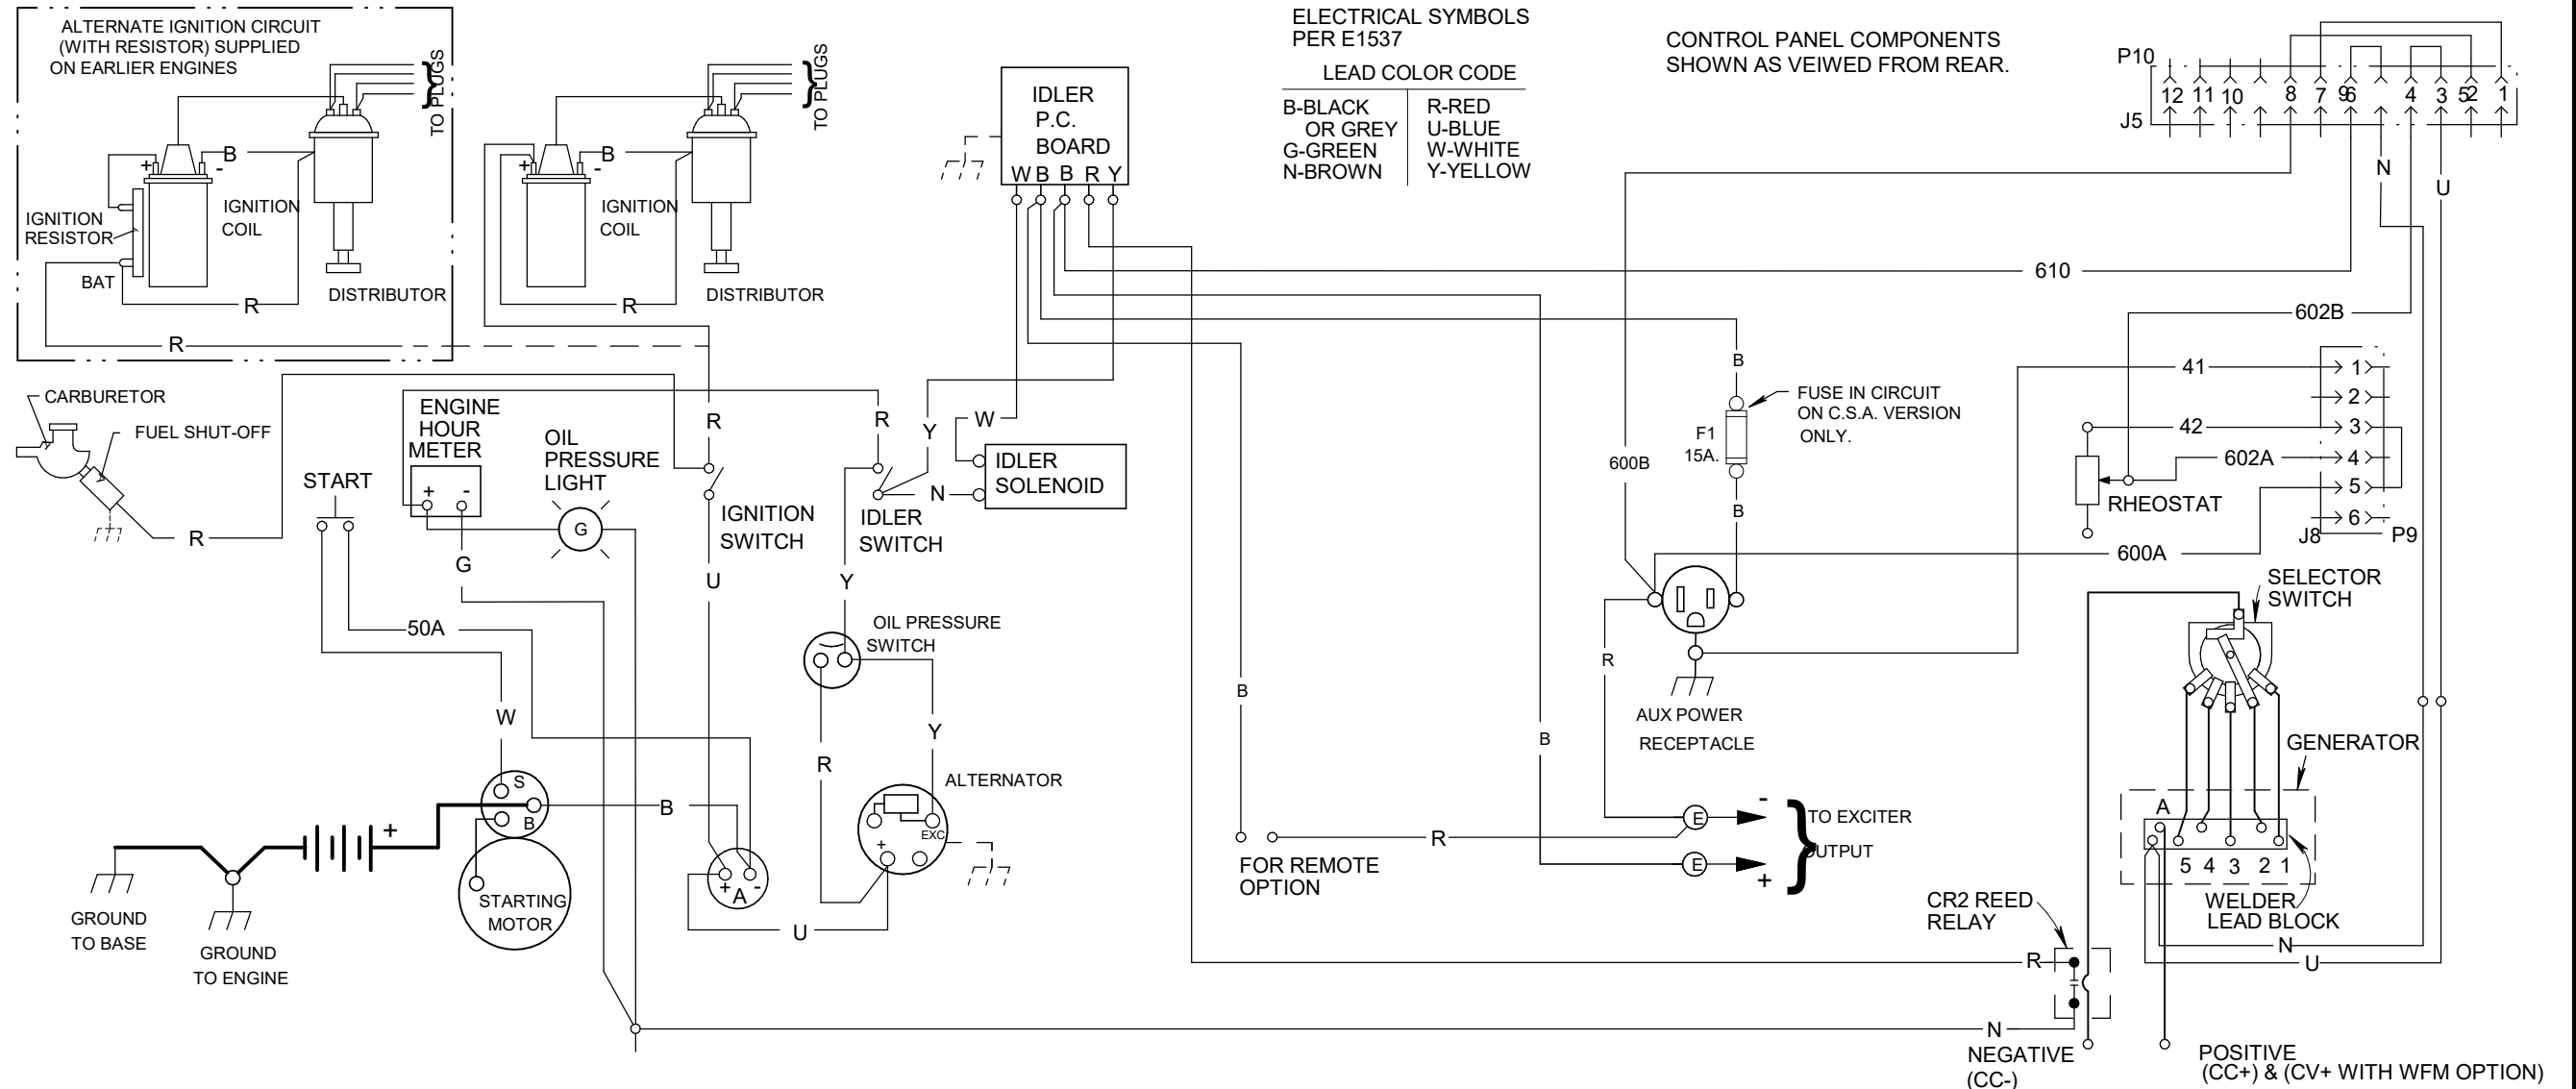 ALTERNATE IGNITION CIRCUIT
(WITH RESISTOR) SUPPLIED
ON EARLIER ENGINES
TO PLUGS
+
-
B
IGNITION
COIL
IGNITION
RESISTOR
BAT
R
DISTRIBUTOR
R
TO PLUGS
+
-
B
IGNITION
COIL
R
DISTRIBUTOR
IDLER
P.C.
BOARD
W B B R Y
ELECTRICAL SYMBOLS
PER E1537
LEAD COLOR CODE
B-BLACK
OR GREY
G-GREEN
N-BROWN
R-RED
U-BLUE
W-WHITE
Y-YELLOW
CONTROL PANEL COMPONENTS
SHOWN AS VEIWED FROM REAR.
P10
12 11 10 8 7 9 6 4 3 5 2 1
J5
N
U
610
602B
CARBURETOR
FUEL SHUT-OFF
R
START
ENGINE
HOUR
METER
+ -
OIL
PRESSURE
LIGHT
G
G
R
IGNITION
SWITCH
U
R
Y
IDLER
SWITCH
Y
W
N
IDLER
SOLENOID
B
FUSE IN CIRCUIT
ON C.S.A. VERSION
ONLY.
F1
15A.
B
600B
41
42
602A
600A
1
2
3
4
5
6
J8
P9
RHEOSTAT
50A
W
OIL PRESSURE
SWITCH
Y
R
ALTERNATOR
EXC
+
S
B
B
+
STARTING
MOTOR
+ -
A
U
GROUND
TO BASE
GROUND
TO ENGINE
B
FOR REMOTE
OPTION
R
B
R
AUX POWER
RECEPTACLE
E
-
E
+
TO EXCITER
OUTPUT
SELECTOR
SWITCH
GENERATOR
A
5 4 3 2 1
WELDER
LEAD BLOCK
N
U
CR2 REED
RELAY
R
N
NEGATIVE
(CC-)
POSITIVE
(CC+) & (CV+ WITH WFM OPTION)